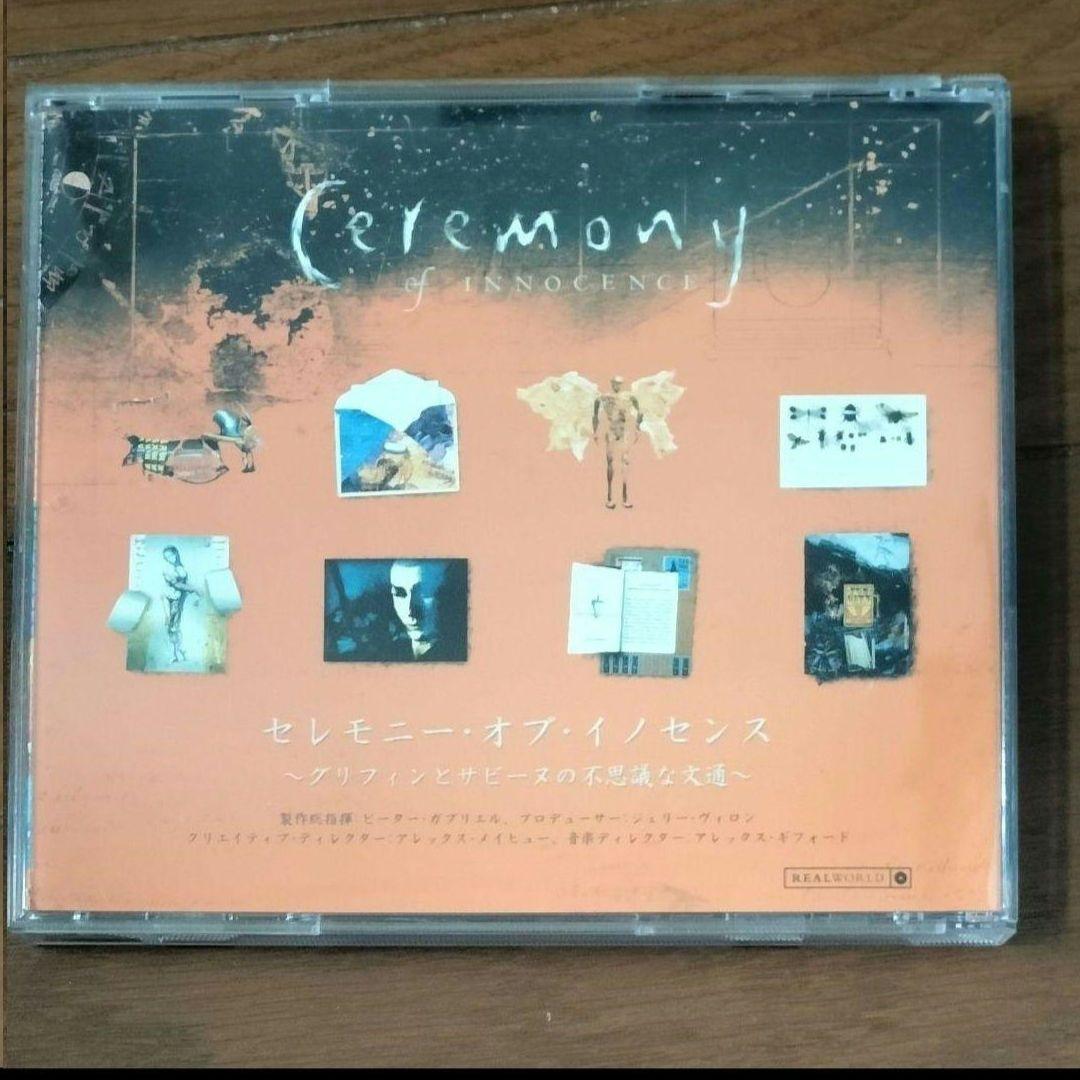 Ceremony
of INNOCENCE
セレモニー・オブ・イノセンス
〜グリフィンとサビーヌの不思議な文通〜
製作総指揮:ピーター・ガブリエル、プロデューサー:ジェリー・ヴィロン
クリエイティブ・ディレクター:アレックス・メイヒュー、音楽ディレクター:アレックス・ギフォード
REALWORLD